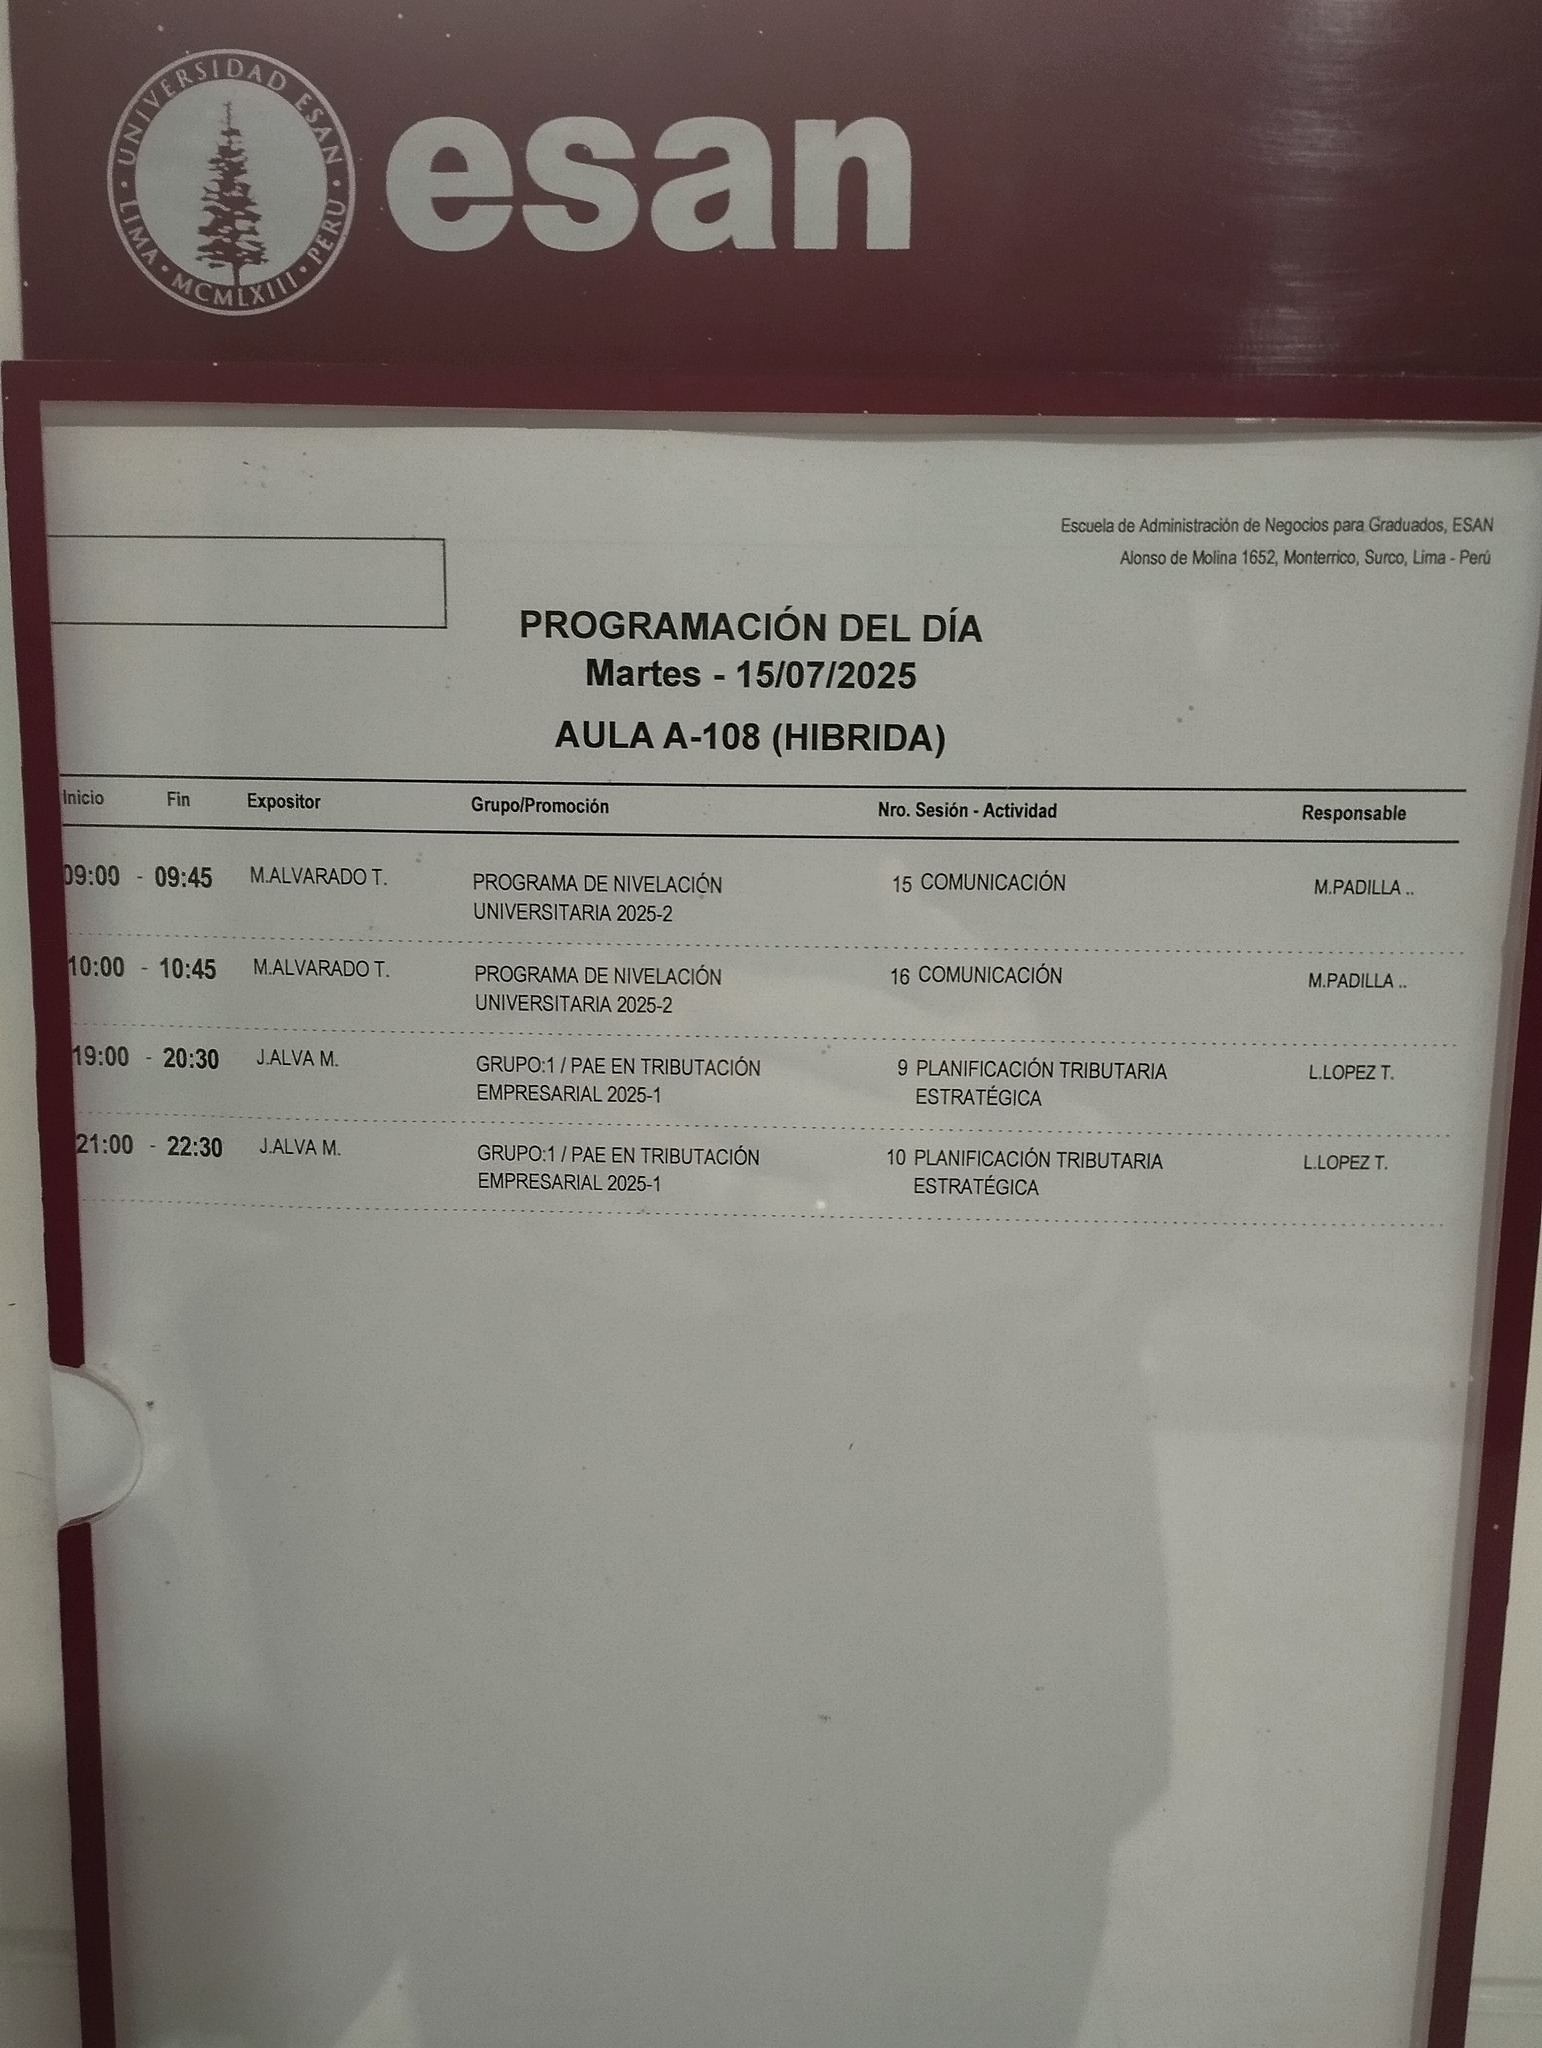 UNIVERSIDAD ESAN · LIMA · MCMLXIII · PERU
esan
Escuela de Administración de Negocios para Graduados, ESAN
Alonso de Molina 1652, Monterrico, Surco, Lima - Perú
PROGRAMACIÓN DEL DÍA
Martes - 15/07/2025
AULA A-108 (HIBRIDA)
Inicio Fin Expositor Grupo/Promoción Nro. Sesión - Actividad Responsable
09:00 - 09:45 M.ALVARADO T. PROGRAMA DE NIVELACIÓN 15 COMUNICACIÓN M.PADILLA ..
UNIVERSITARIA 2025-2
10:00 - 10:45 M.ALVARADO T. PROGRAMA DE NIVELACIÓN 16 COMUNICACIÓN M.PADILLA ..
UNIVERSITARIA 2025-2
19:00 - 20:30 J.ALVA M. GRUPO:1 / PAE EN TRIBUTACIÓN 9 PLANIFICACIÓN TRIBUTARIA L.LOPEZ T.
EMPRESARIAL 2025-1 ESTRATÉGICA
21:00 - 22:30 J.ALVA M. GRUPO:1 / PAE EN TRIBUTACIÓN 10 PLANIFICACIÓN TRIBUTARIA L.LOPEZ T.
EMPRESARIAL 2025-1 ESTRATÉGICA